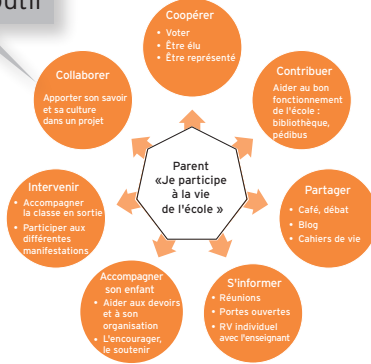 outil
Coopérer
• Voter
• Être élu
• Être représenté
Contribuer
Aider au bon
fonctionnement
de l'école :
bibliothèque,
pédibus
Partager
• Café, débat
• Blog
• Cahiers de vie
S'informer
• Réunions
• Portes ouvertes
• RV individuel
avec l'enseignant
Accompagner
son enfant
• Aider aux devoirs
et à son
organisation
• L'encourager,
le soutenir
Intervenir
• Accompagner
la classe en sortie
• Participer aux
différentes
manifestations
Collaborer
Apporter son savoir
et sa culture
dans un projet
Parent
«Je participe
à la vie
de l'école »